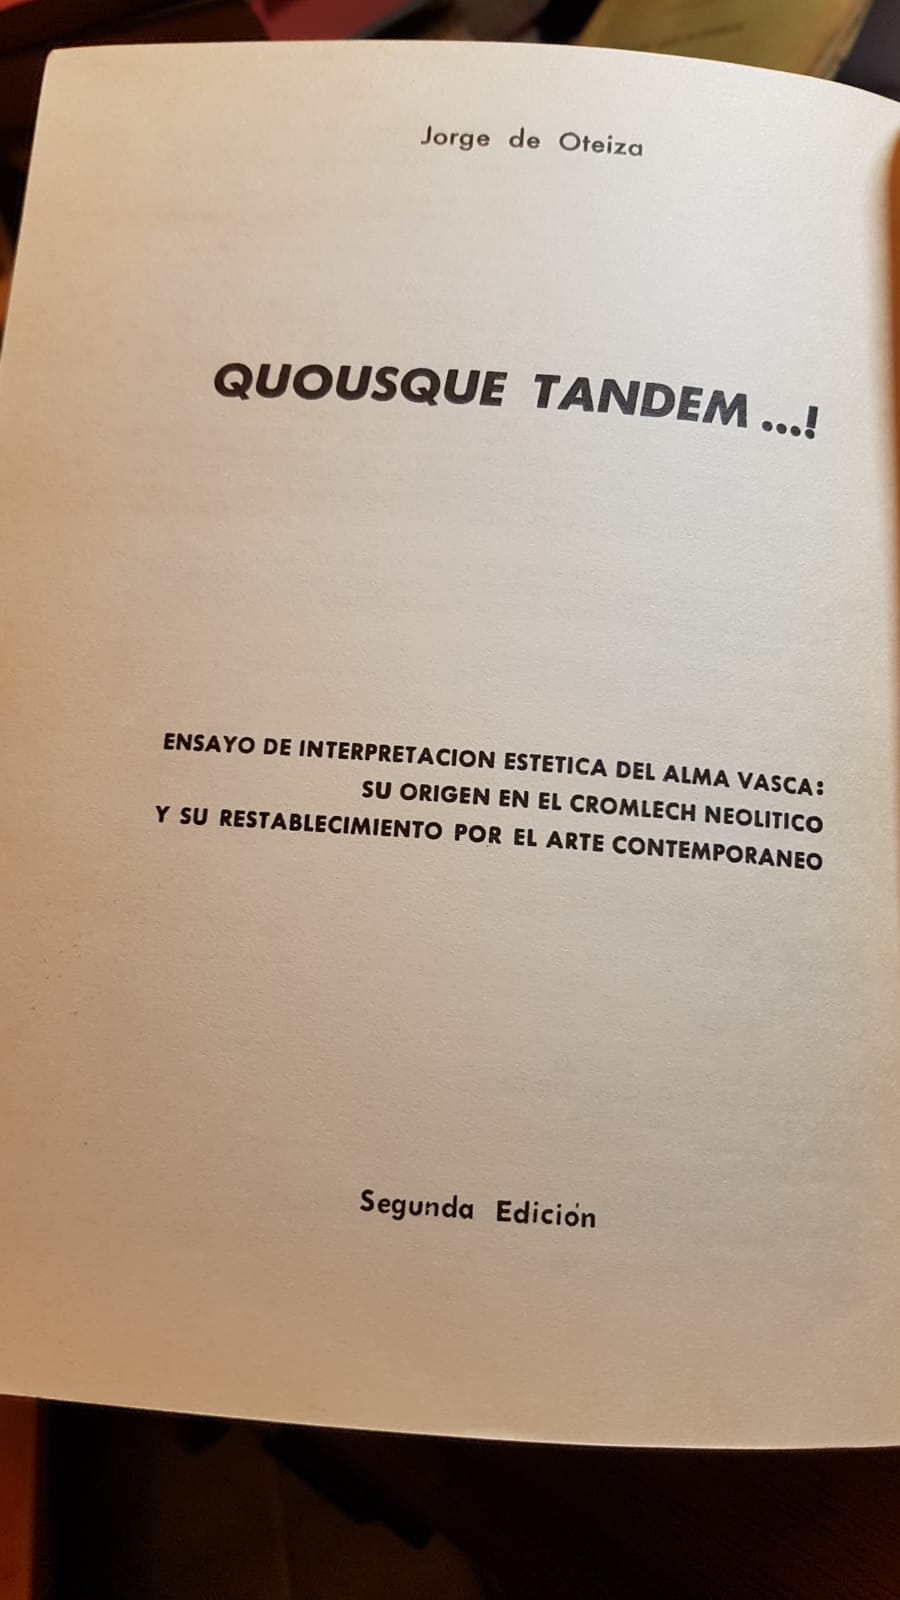 Jorge de Oteiza
QUOUSQUE TANDEM...!
ENSAYO DE INTERPRETACION ESTETICA DEL ALMA VASCA:
SU ORIGEN EN EL CROMLECH NEOLITICO
Y SU RESTABLECIMIENTO POR EL ARTE CONTEMPORANEO
Segunda Edición